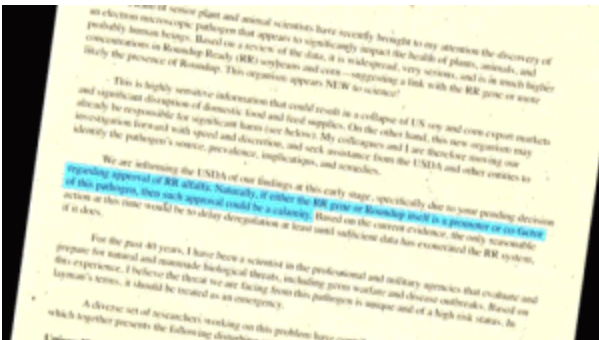 of senior plant and animal scientists have recently brought to my attention the discovery of
an electron microscopic pathogen that appears to significantly impact the health of plants, animals, and
probably human beings. Based on a review of the data, it is widespread, very serious, and is in much higher
concentrations in Roundup Ready (RR) soybeans and corn—suggesting a link with the RR gene or more
likely the presence of Roundup. This organism appears NEW to science!
This is highly sensitive information that could result in a collapse of US soy and corn export markets
and significant disruption of domestic food and feed supplies. On the other hand, this new organism may
already be responsible for significant harm (see below). My colleagues and I are therefore moving our
investigation forward with speed and discretion, and seek assistance from the USDA and other entities to
identify the pathogen's source, prevalence, implications, and remedies.
We are informing the USDA of our findings at this early stage, specifically due to your pending decision
regarding approval of RR alfalfa. Naturally, if either the RR gene or Roundup itself is a promoter or co-factor
of this pathogen, then such approval could be a calamity. Based on the current evidence, the only reasonable
action at this time would be to delay deregulation at least until sufficient data has exonerated the RR system,
if it does.
For the past 40 years, I have been a scientist in the professional and military agencies that evaluate and
prepare for natural and manmade biological threats, including germ warfare and disease outbreaks. Based on
this experience, I believe the threat we are facing from this pathogen is unique and of a high risk status. In
layman's terms, it should be treated as an emergency.
A diverse set of researchers working on this problem have
which together presents the following